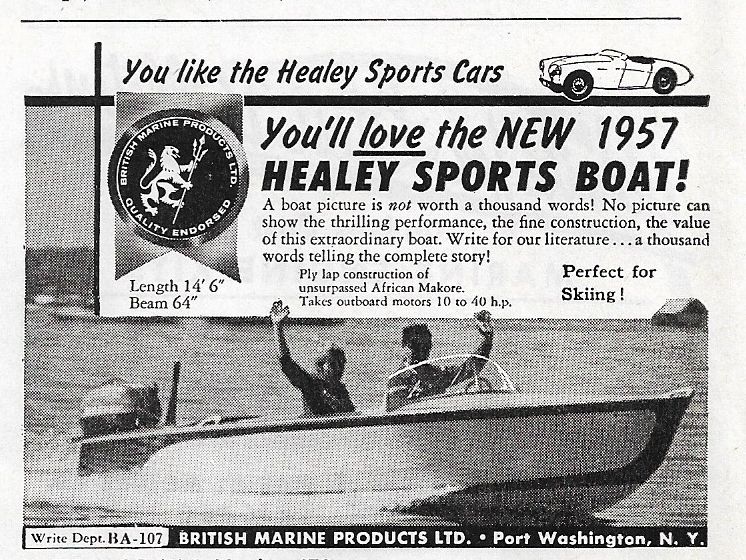 You like the Healey Sports Cars
You'll love the NEW 1957
HEALEY SPORTS BOAT!
BRITISH MARINE PRODUCTS LTD.
QUALITY ENDORSED
A boat picture is not worth a thousand words! No picture can
show the thrilling performance, the fine construction, the value
of this extraordinary boat. Write for our literature . . . a thousand
words telling the complete story!
Length 14' 6"
Beam 64"
Ply lap construction of
unsurpassed African Makore.
Takes outboard motors 10 to 40 h.p.
Perfect for
Skiing!
Write Dept. BA-107 BRITISH MARINE PRODUCTS LTD. • Port Washington, N. Y.